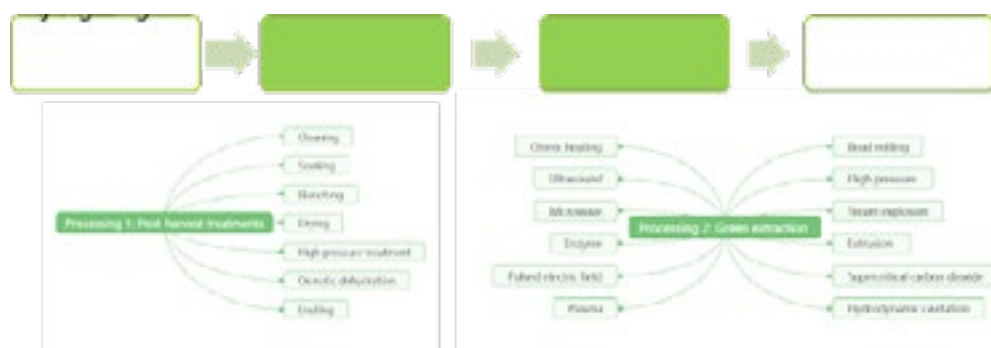 Processing 1: Post harvest treatments
Cleaning
Soaking
Blanching
Drying
High pressure treatment
Osmotic dehydration
Processing 2: Green extraction
Ohmic heating
Ultrasound
Microwave
Enzyme
Pulsed electric field
Plasma
Bead milling
High pressure
Steam explosion
Extrusion
Supercritical carbon dioxide
Hydrodynamic cavitation